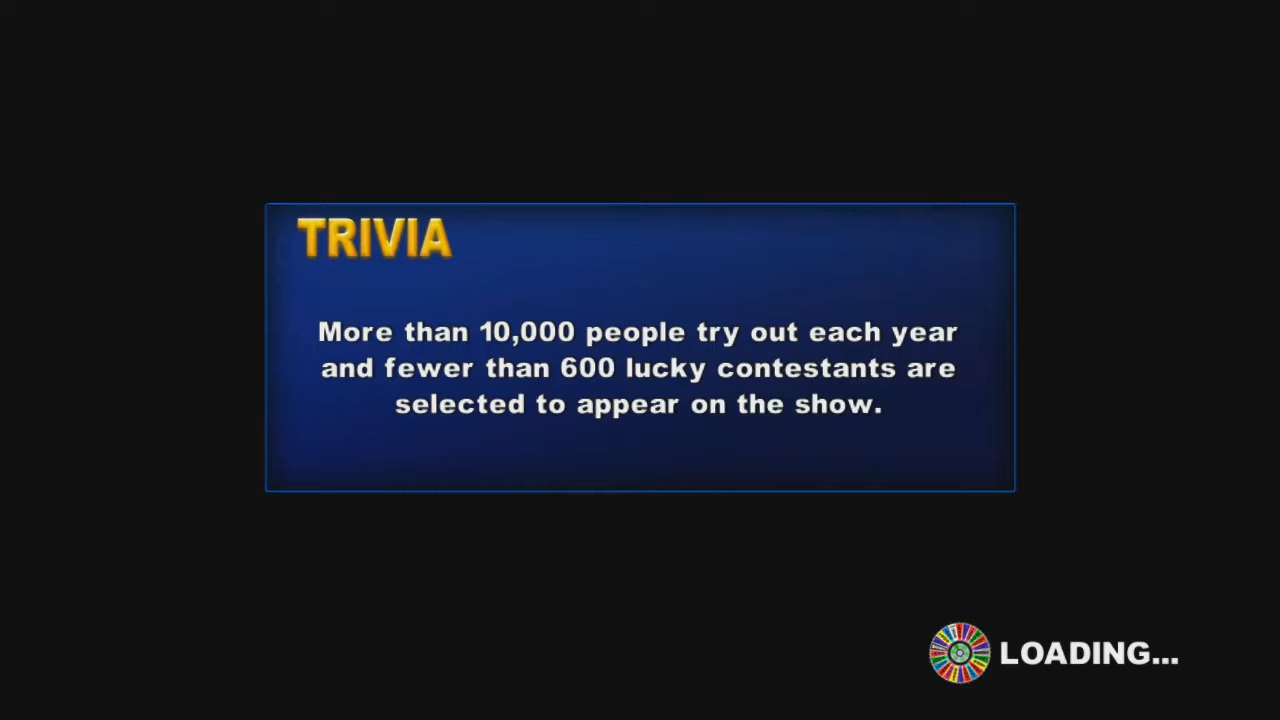 TRIVIA
More than 10,000 people try out each year
and fewer than 600 lucky contestants are
selected to appear on the show.
LOADING...